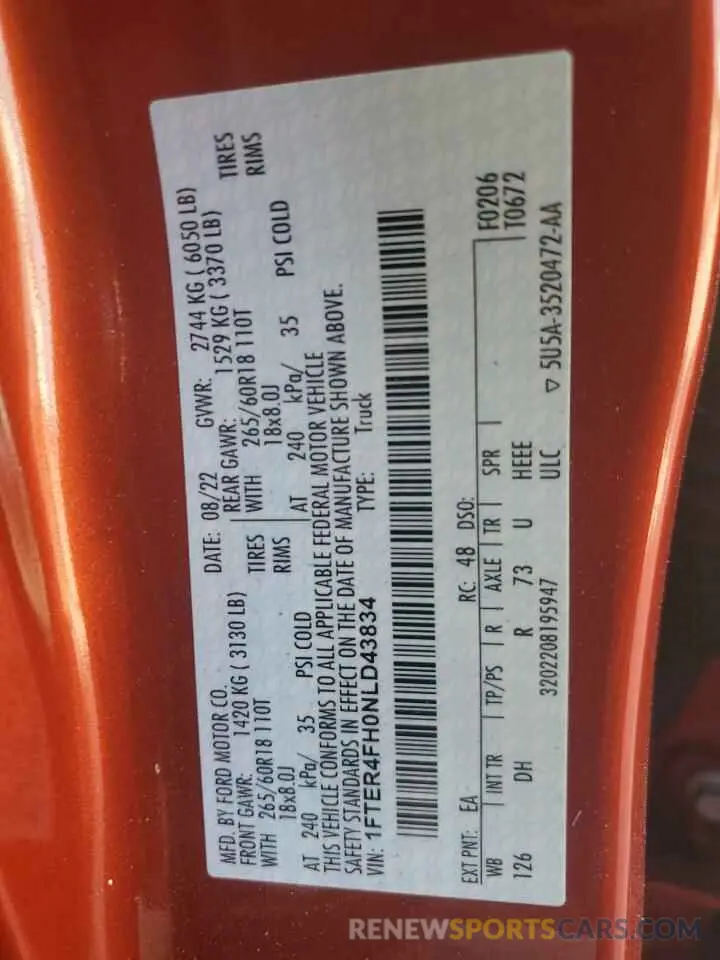 MFD. BY FORD MOTOR CO.
DATE: 08/22 GVWR: 2744 KG ( 6050 LB)
FRONT GAWR: 1420 KG ( 3130 LB)
REAR GAWR: 1529 KG ( 3370 LB)
WITH 265/60R18 110T TIRES
WITH 265/60R18 110T TIRES
18x8.0J RIMS
18x8.0J RIMS
AT 240 kPa/ 35 PSI COLD
AT 240 kPa/ 35 PSI COLD
THIS VEHICLE CONFORMS TO ALL APPLICABLE FEDERAL MOTOR VEHICLE
SAFETY STANDARDS IN EFFECT ON THE DATE OF MANUFACTURE SHOWN ABOVE.
VIN: 1FTER4FH0NLD43834 TYPE: Truck
EXT PNT: EA RC: 48 DSO: F0206
WB INT TR TP/PS R AXLE TR SPR T0672
126 DH R 73 U HEEE
3202208195947 ULC ▽ 5U5A-3520472-AA
RENEWSPORTSCARS.COM